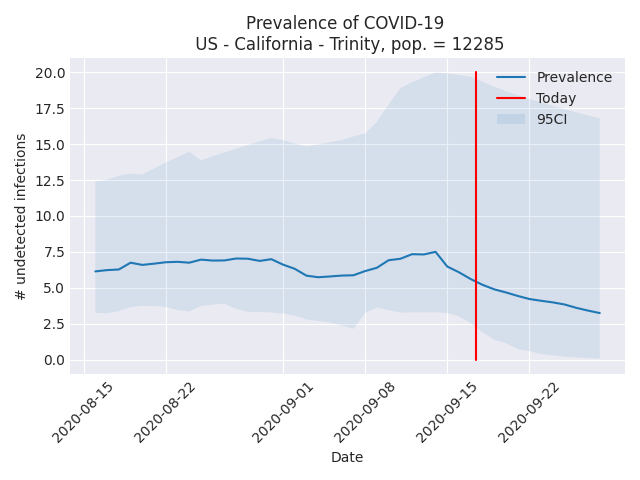 Prevalence of COVID-19
US - California - Trinity, pop. = 12285
20.0
17.5
15.0
12.5
10.0
7.5
5.0
2.5
0.0
# undetected infections
Prevalence
Today
95CI
2020-08-15
2020-08-22
2020-09-01
2020-09-08
2020-09-15
2020-09-22
Date